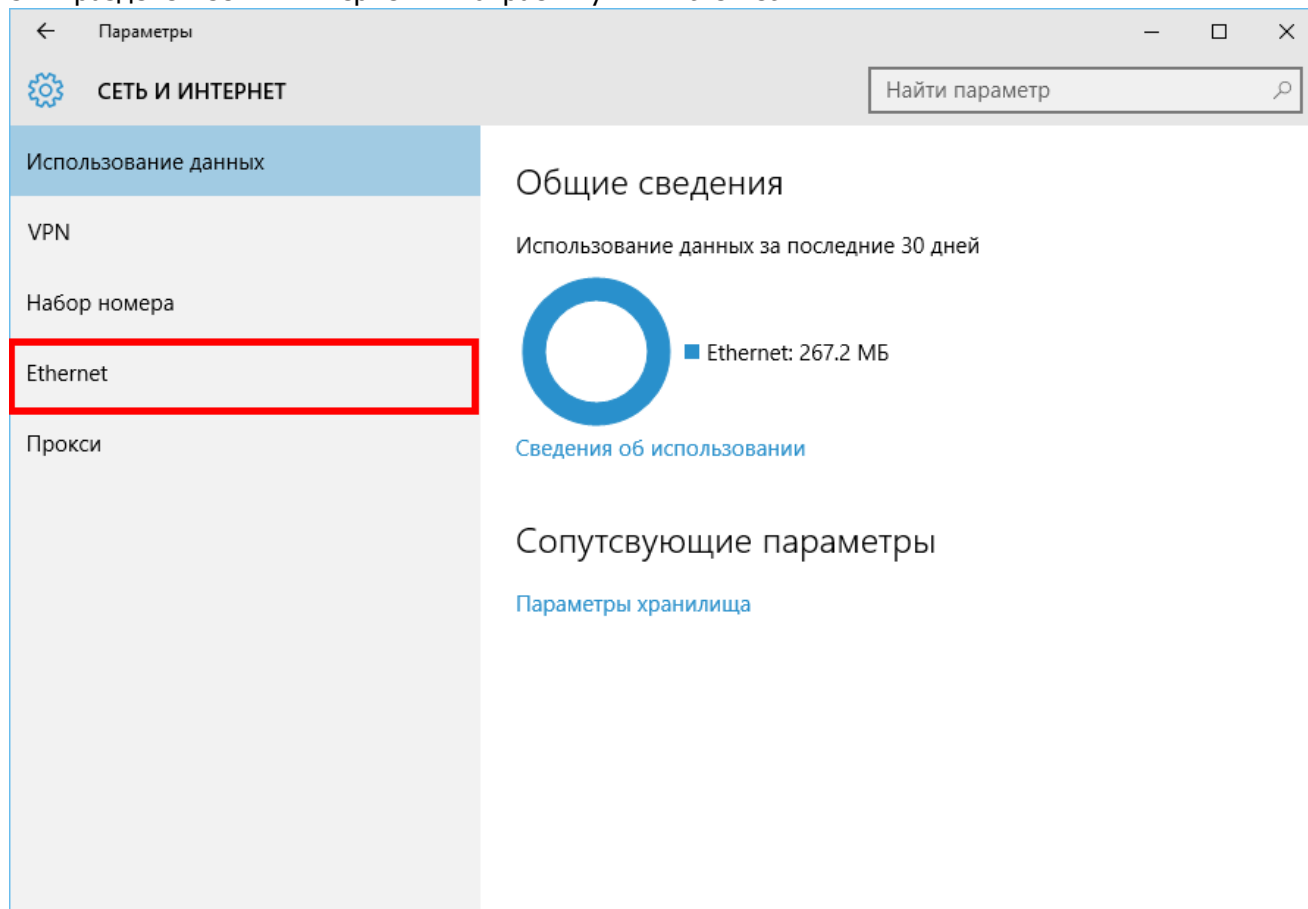 Параметры
СЕТЬ И ИНТЕРНЕТ
Найти параметр
Использование данных
VPN
Набор номера
Ethernet
Прокси
Общие сведения
Использование данных за последние 30 дней
Ethernet: 267.2 МБ
Сведения об использовании
Сопутсвующие параметры
Параметры хранилища